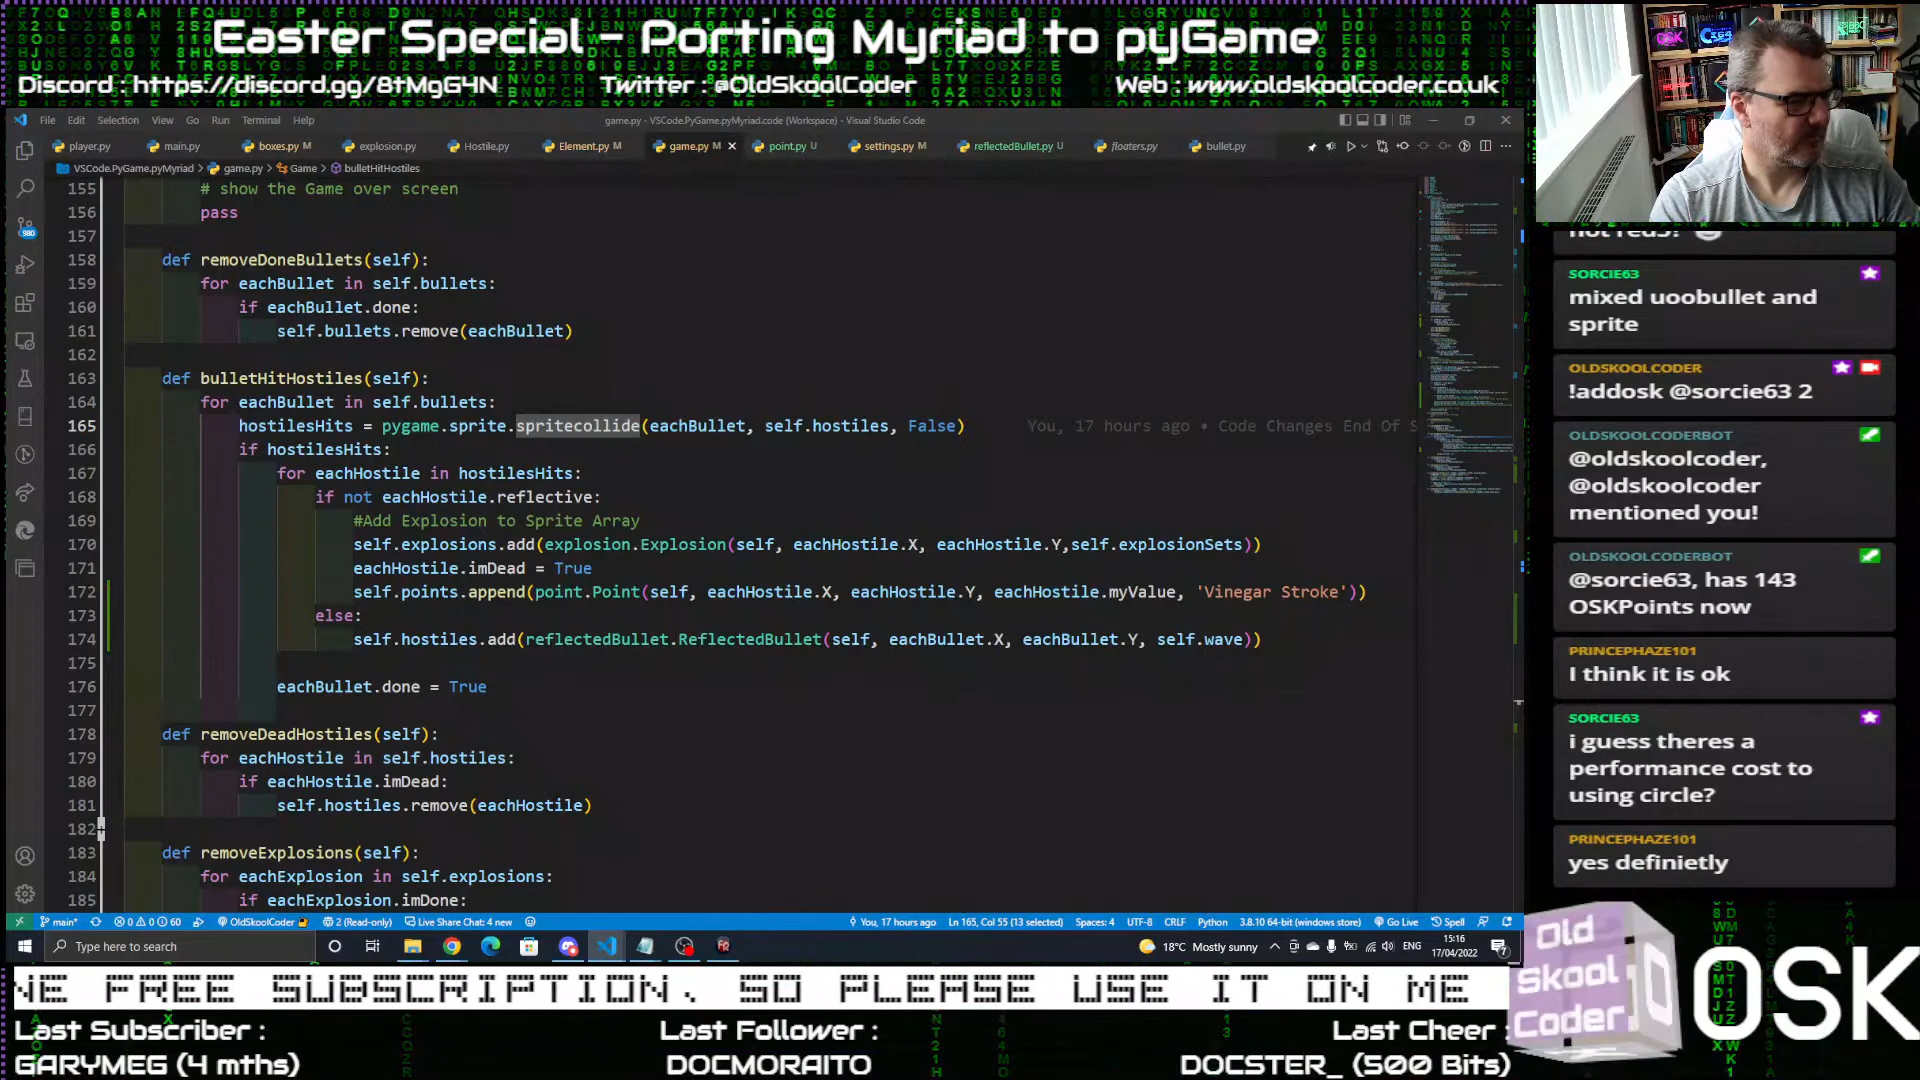 Easter Special - Porting Myriad to pyGame
Discord : https://discord.gg/8tMgG4N
Twitter : @OldSkoolCoder
Web : www.oldskoolcoder.co.uk
File Edit Selection View Go Run Terminal Help
game.py - VSCode.PyGame.pyMyriad.code (Workspace) - Visual Studio Code
player.py
main.py
boxes.py M
explosion.py
Hostile.py
Element.py M
game.py M
point.py U
settings.py M
reflectedBullet.py U
floaters.py
bullet.py
VSCode.PyGame.pyMyriad > game.py > Game > bulletHitHostiles
155 # show the Game over screen
156 pass
157
158 def removeDoneBullets(self):
159 for eachBullet in self.bullets:
160 if eachBullet.done:
161 self.bullets.remove(eachBullet)
162
163 def bulletHitHostiles(self):
164 for eachBullet in self.bullets:
165 hostilesHits = pygame.sprite.spritecollide(eachBullet, self.hostiles, False) You, 17 hours ago • Code Changes End Of S
166 if hostilesHits:
167 for eachHostile in hostilesHits:
168 if not eachHostile.reflective:
169 #Add Explosion to Sprite Array
170 self.explosions.add(explosion.Explosion(self, eachHostile.X, eachHostile.Y,self.explosionSets))
171 eachHostile.imDead = True
172 self.points.append(point.Point(self, eachHostile.X, eachHostile.Y, eachHostile.myValue, 'Vinegar Stroke'))
173 else:
174 self.hostiles.add(reflectedBullet.ReflectedBullet(self, eachBullet.X, eachBullet.Y, self.wave))
175
176 eachBullet.done = True
177
178 def removeDeadHostiles(self):
179 for eachHostile in self.hostiles:
180 if eachHostile.imDead:
181 self.hostiles.remove(eachHostile)
182
183 def removeExplosions(self):
184 for eachExplosion in self.explosions:
185 if eachExplosion.imDone:
980
main* 0 0 60 OldSkoolCoder 2 (Read-only) Live Share Chat: 4 new
You, 17 hours ago Ln 165, Col 55 (13 selected) Spaces: 4 UTF-8 CRLF Python 3.8.10 64-bit (windows store) Go Live Spell
Type here to search
18°C Mostly sunny
ENG
15:16
17/04/2022
SORCIE63
mixed uoobullet and
sprite
OLDSKOOLCODER
!addosk @sorcie63 2
OLDSKOOLCODERBOT
@oldskoolcoder,
@oldskoolcoder
mentioned you!
OLDSKOOLCODERBOT
@sorcie63, has 143
OSKPoints now
PRINCEPHAZE101
I think it is ok
SORCIE63
i guess theres a
performance cost to
using circle?
PRINCEPHAZE101
yes definietly
NE FREE SUBSCRIPTION, SO PLEASE USE IT ON ME
Last Subscriber :
GARYMEG (4 mths)
Last Follower :
DOCMORAITO
Last Cheer :
DOCSTER_ (500 Bits)
Old
Skool
Coder
OSK